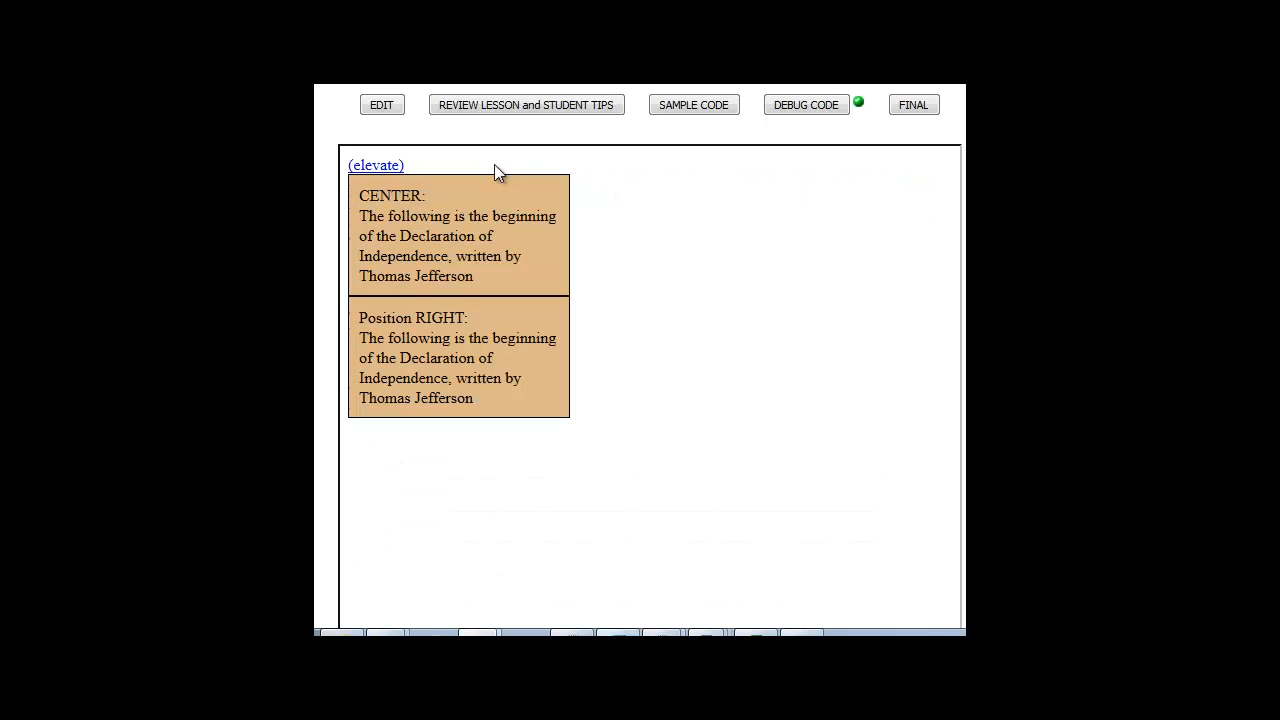 EDIT REVIEW LESSON and STUDENT TIPS SAMPLE CODE DEBUG CODE FINAL
(elevate)
CENTER:
The following is the beginning
of the Declaration of
Independence, written by
Thomas Jefferson
Position RIGHT:
The following is the beginning
of the Declaration of
Independence, written by
Thomas Jefferson